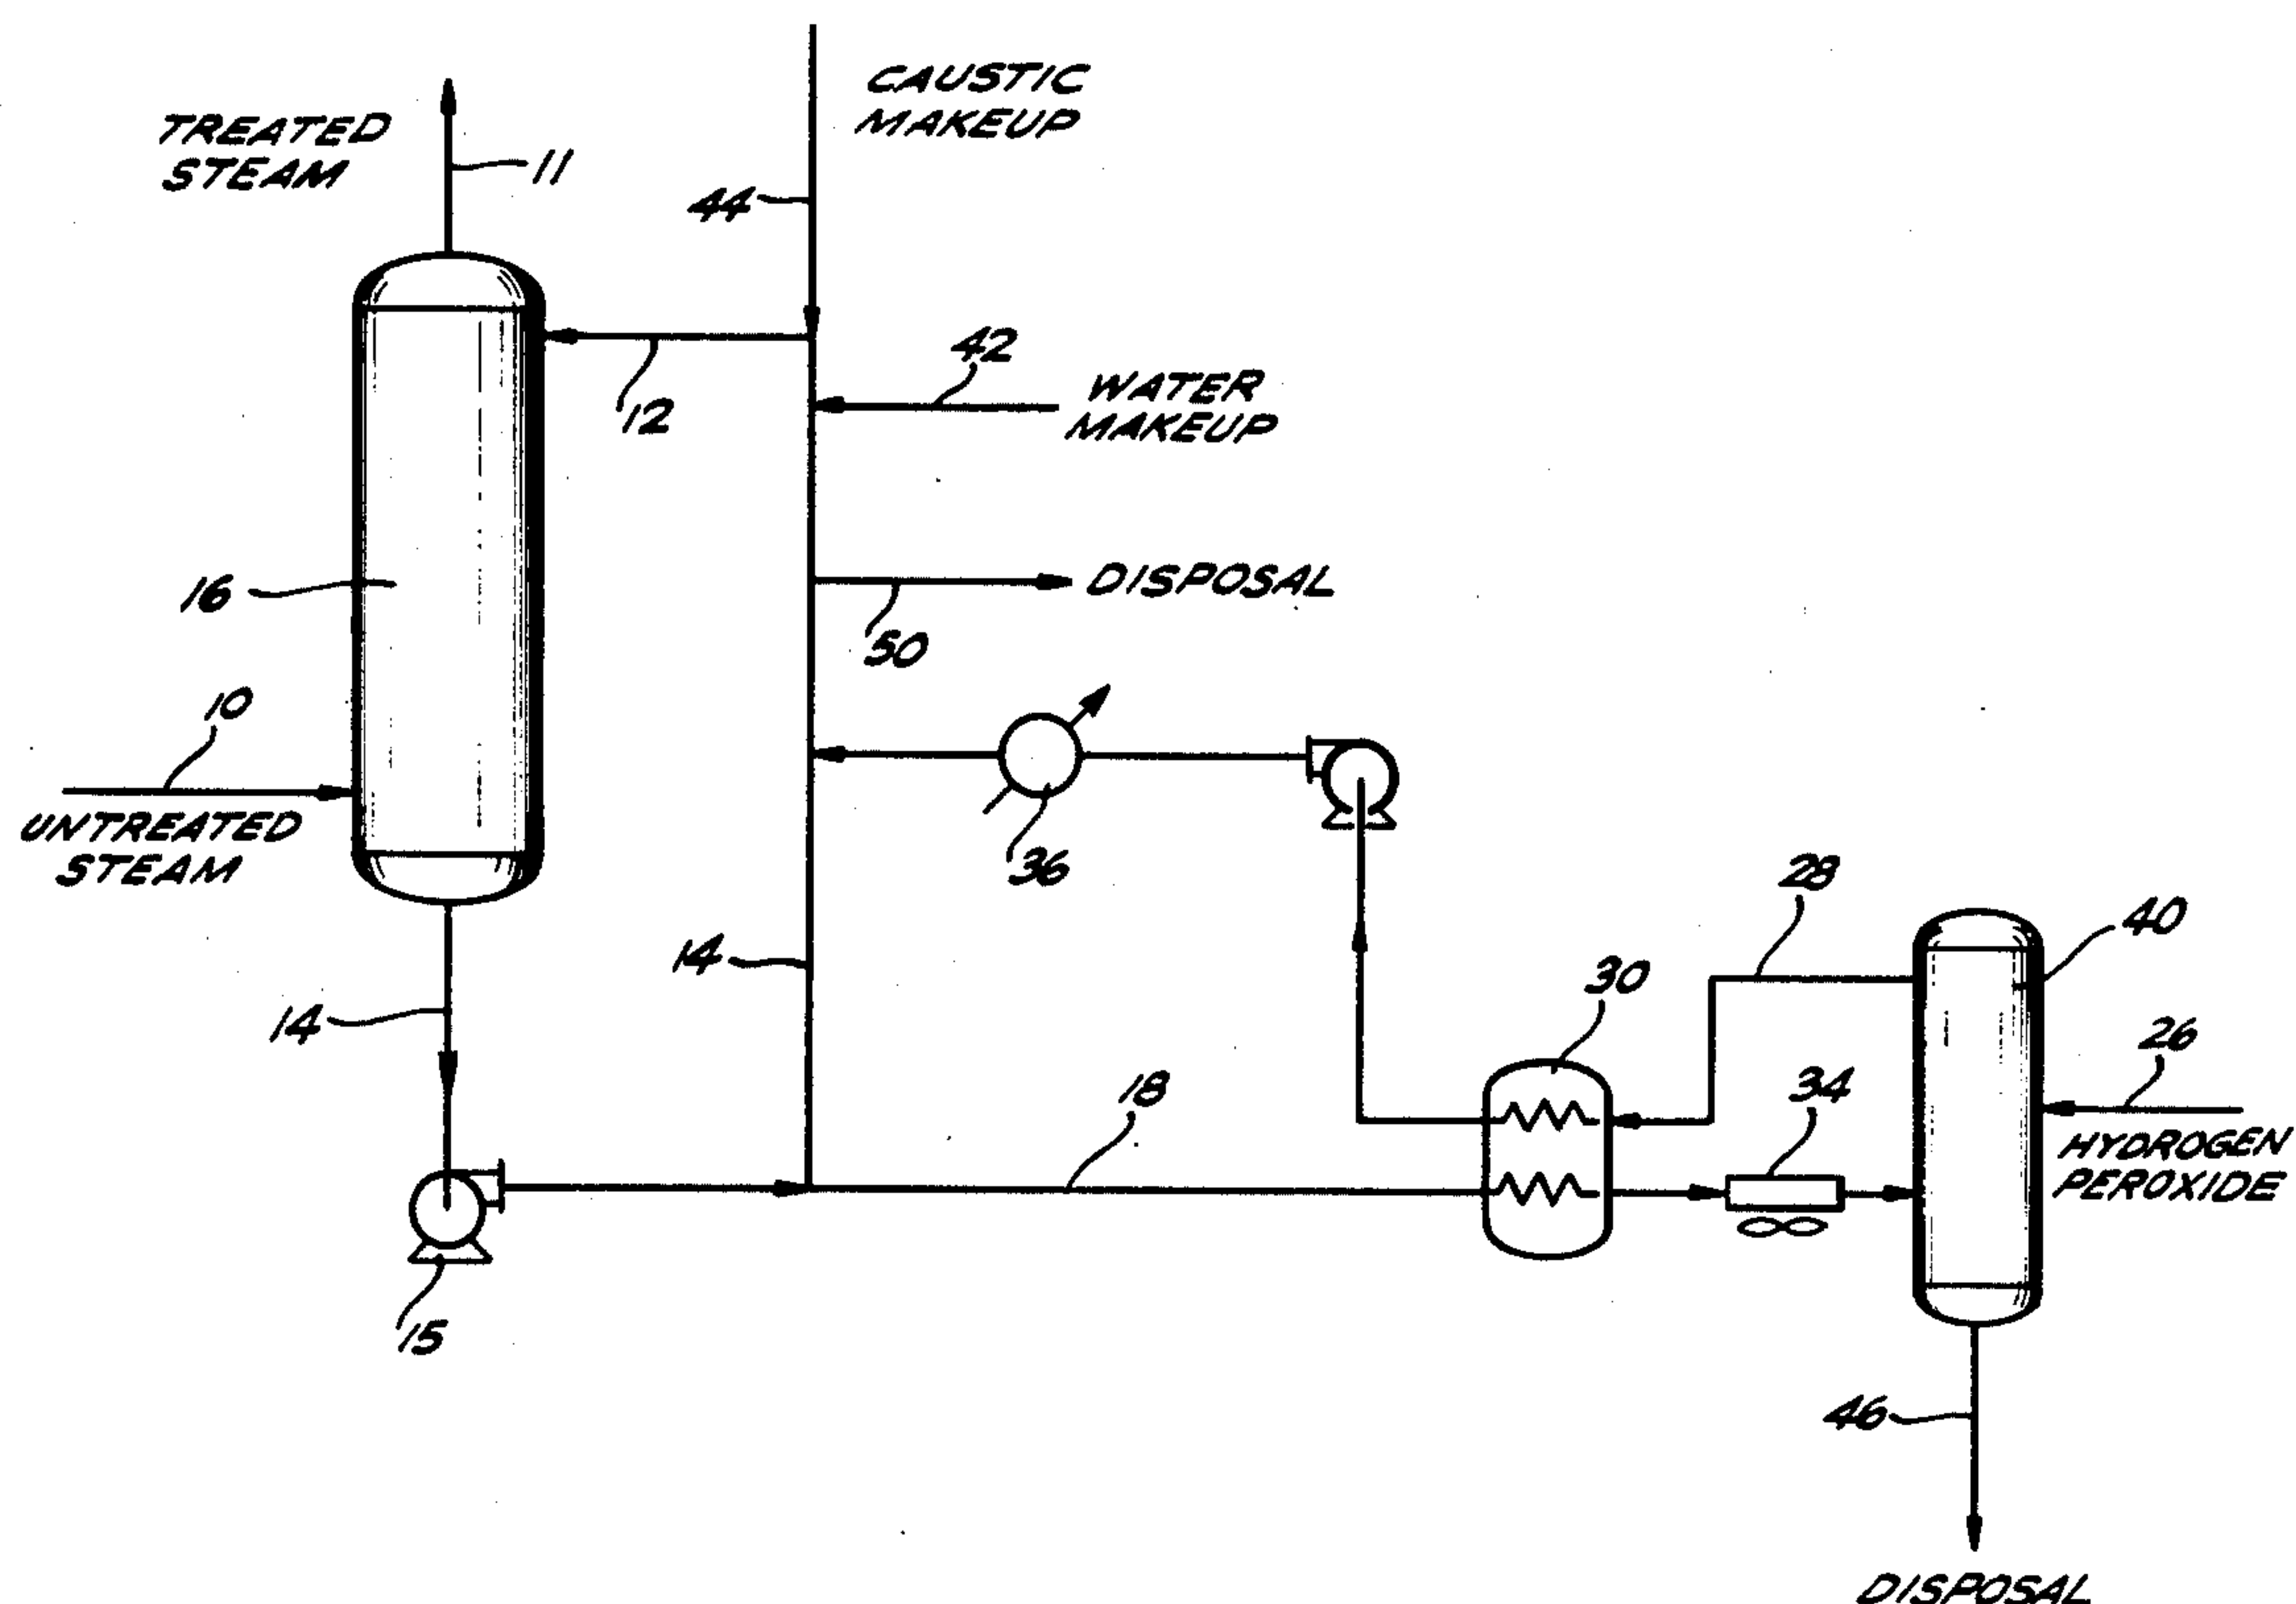 CAUSTIC
MAKEUP
TREATED
STEAM
11
44
42
WATER
MAKEUP
12
16
DISPOSAL
50
10
UNTREATED
STEAM
36
28
40
14
30
14
26
34
18
HYDROGEN
PEROXIDE
15
46
DISPOSAL